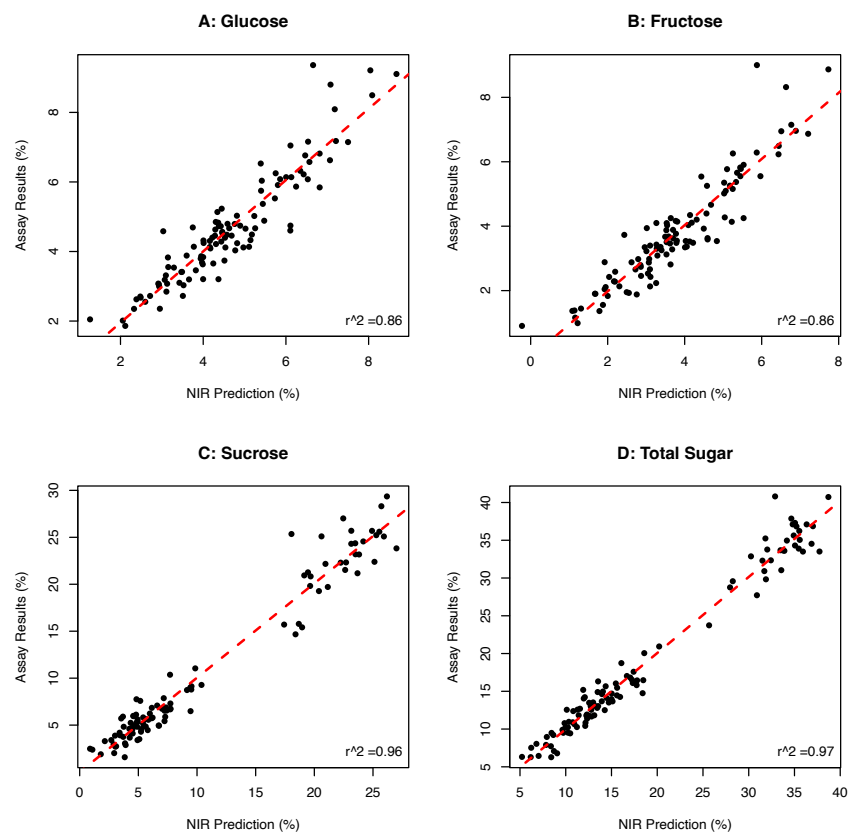 A: Glucose
B: Fructose
Assay Results (%)
8
6
4
2
r^2 =0.86
2 4 6 8
NIR Prediction (%)
Assay Results (%)
8
6
4
2
r^2 =0.86
0 2 4 6 8
NIR Prediction (%)
C: Sucrose
D: Total Sugar
Assay Results (%)
30
25
20
15
10
5
r^2 =0.96
0 5 10 15 20 25
NIR Prediction (%)
Assay Results (%)
40
35
30
25
20
15
10
5
r^2 =0.97
5 10 15 20 25 30 35 40
NIR Prediction (%)